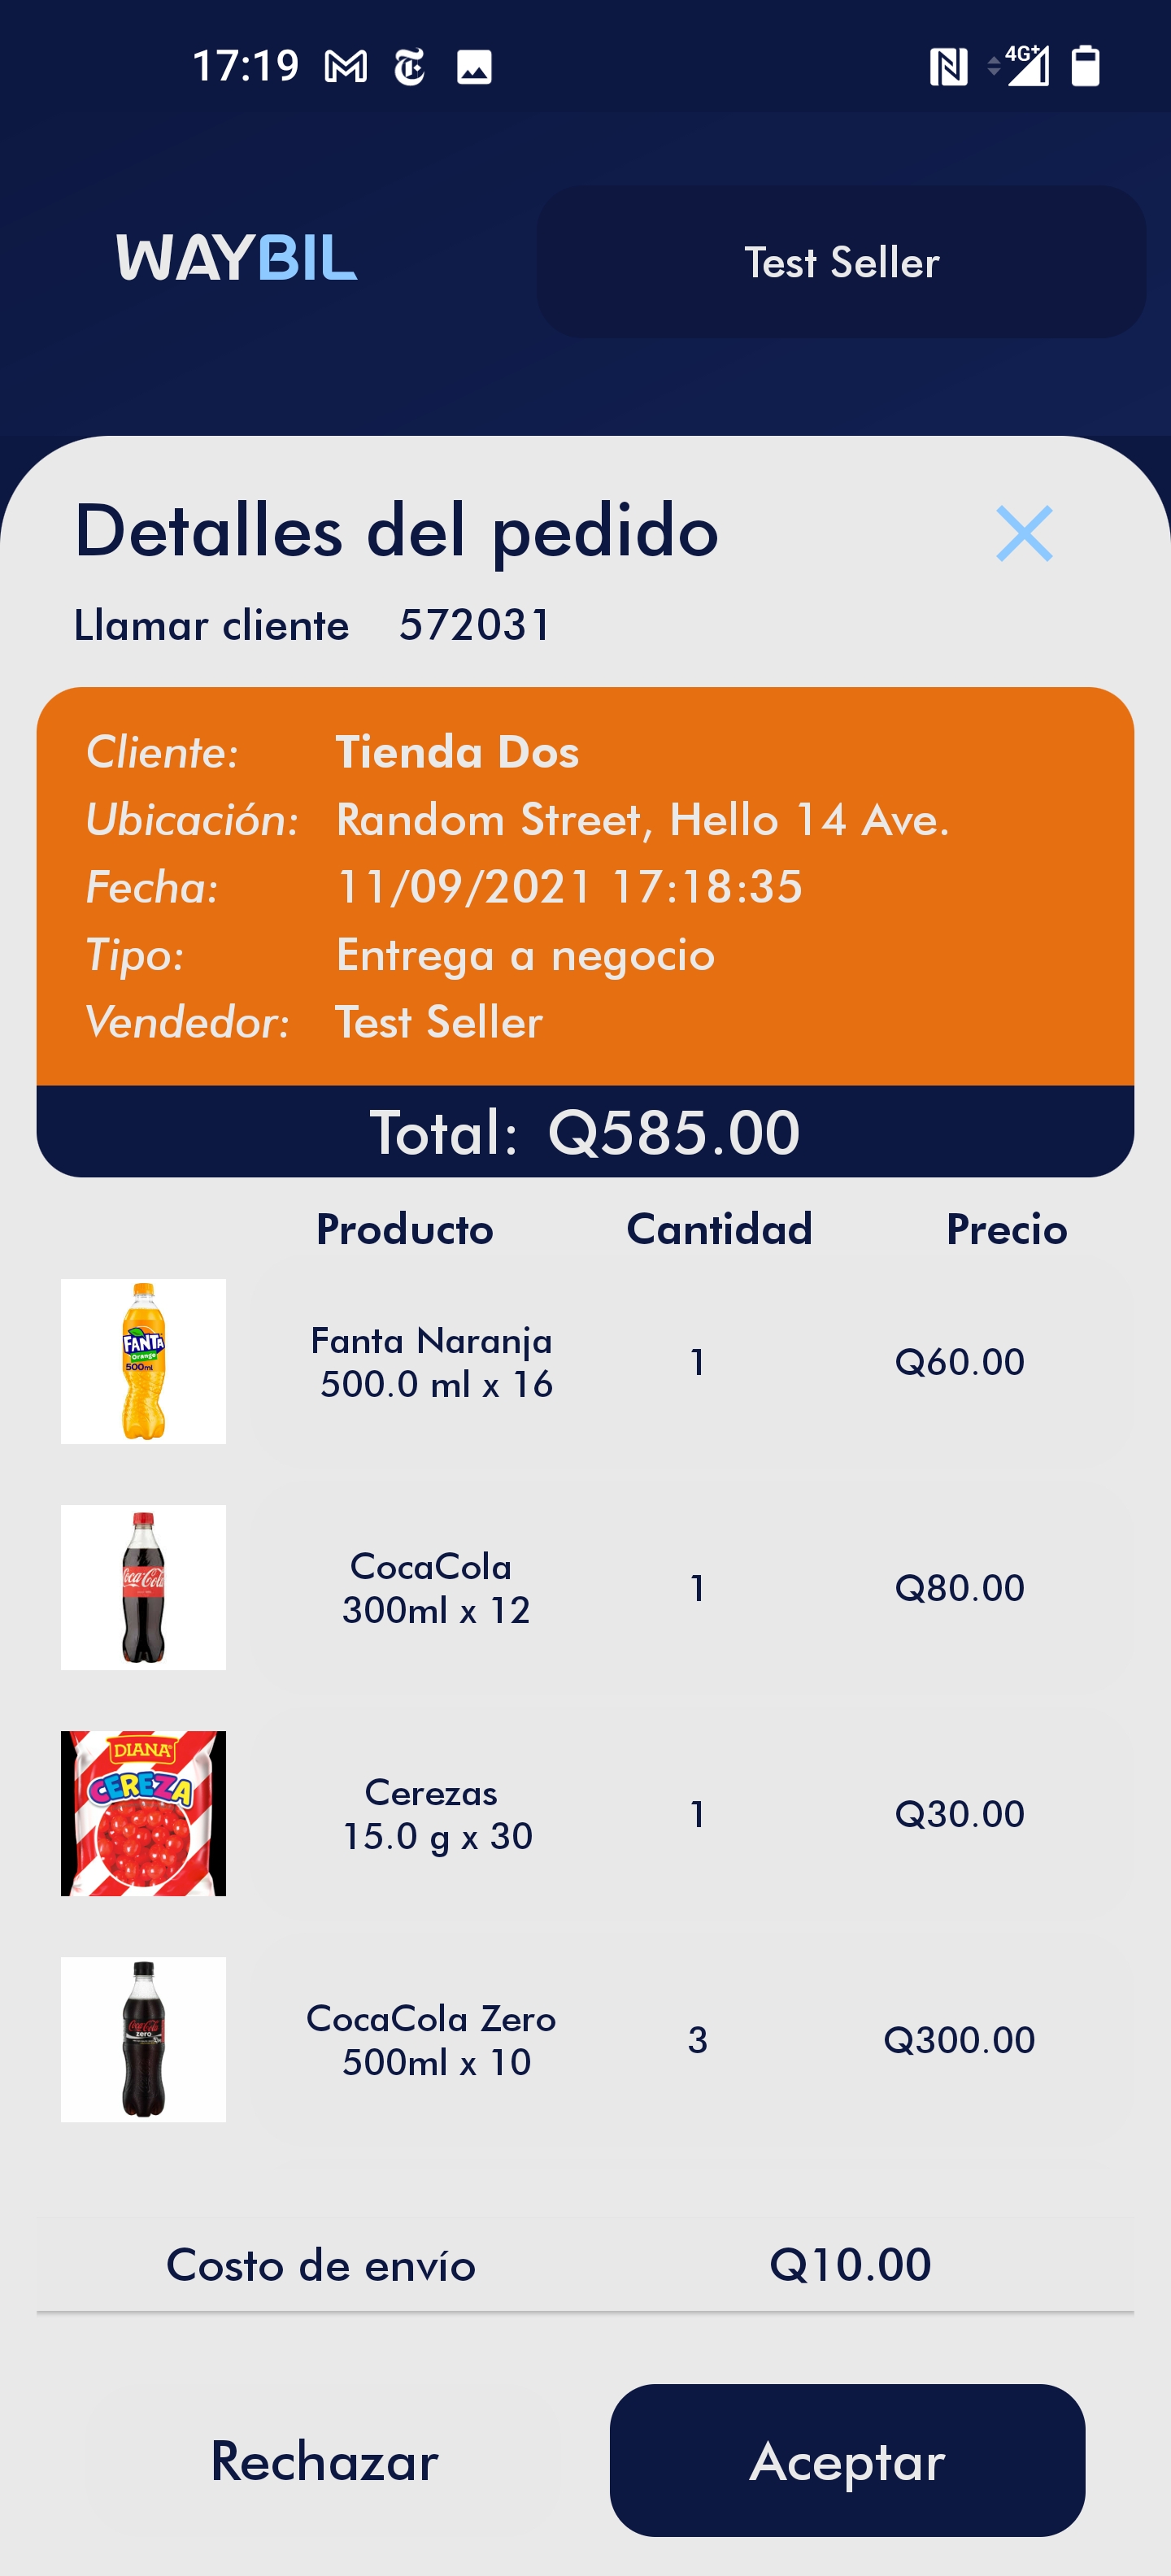 17:19 4G+
WAYBIL Test Seller
Detalles del pedido
Llamar cliente 572031
Cliente: Tienda Dos
Ubicación: Random Street, Hello 14 Ave.
Fecha: 11/09/2021 17:18:35
Tipo: Entrega a negocio
Vendedor: Test Seller
Total: Q585.00
Producto Cantidad Precio
FANTA
Orange
500ml
Fanta Naranja
500.0 ml x 16
1 Q60.00
Coca-Cola
CocaCola
300ml x 12
1 Q80.00
DIANA
CEREZA
Cerezas
15.0 g x 30
1 Q30.00
Coca-Cola
zero
CocaCola Zero
500ml x 10
3 Q300.00
Costo de envío Q10.00
Rechazar Aceptar